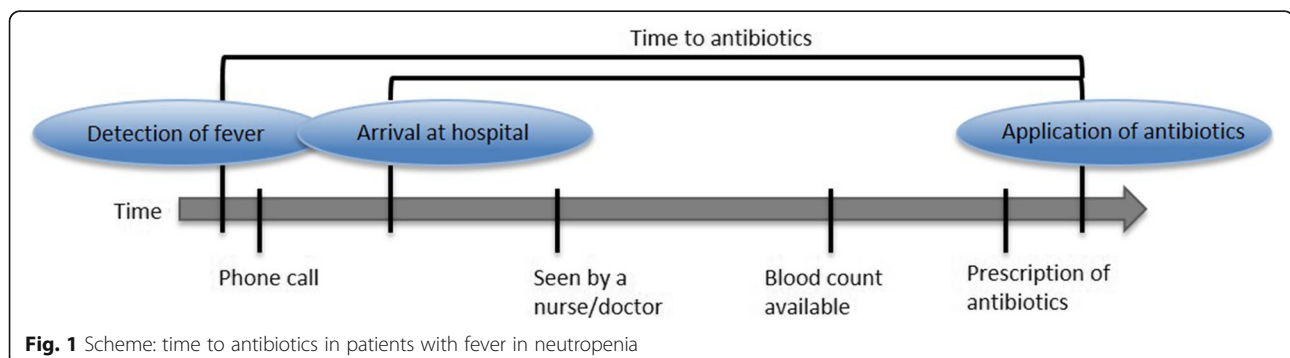 Time to antibiotics
Detection of fever
Arrival at hospital
Application of antibiotics
Time
Phone call
Seen by a
nurse/doctor
Blood count
available
Prescription of
antibiotics
Fig. 1 Scheme: time to antibiotics in patients with fever in neutropenia